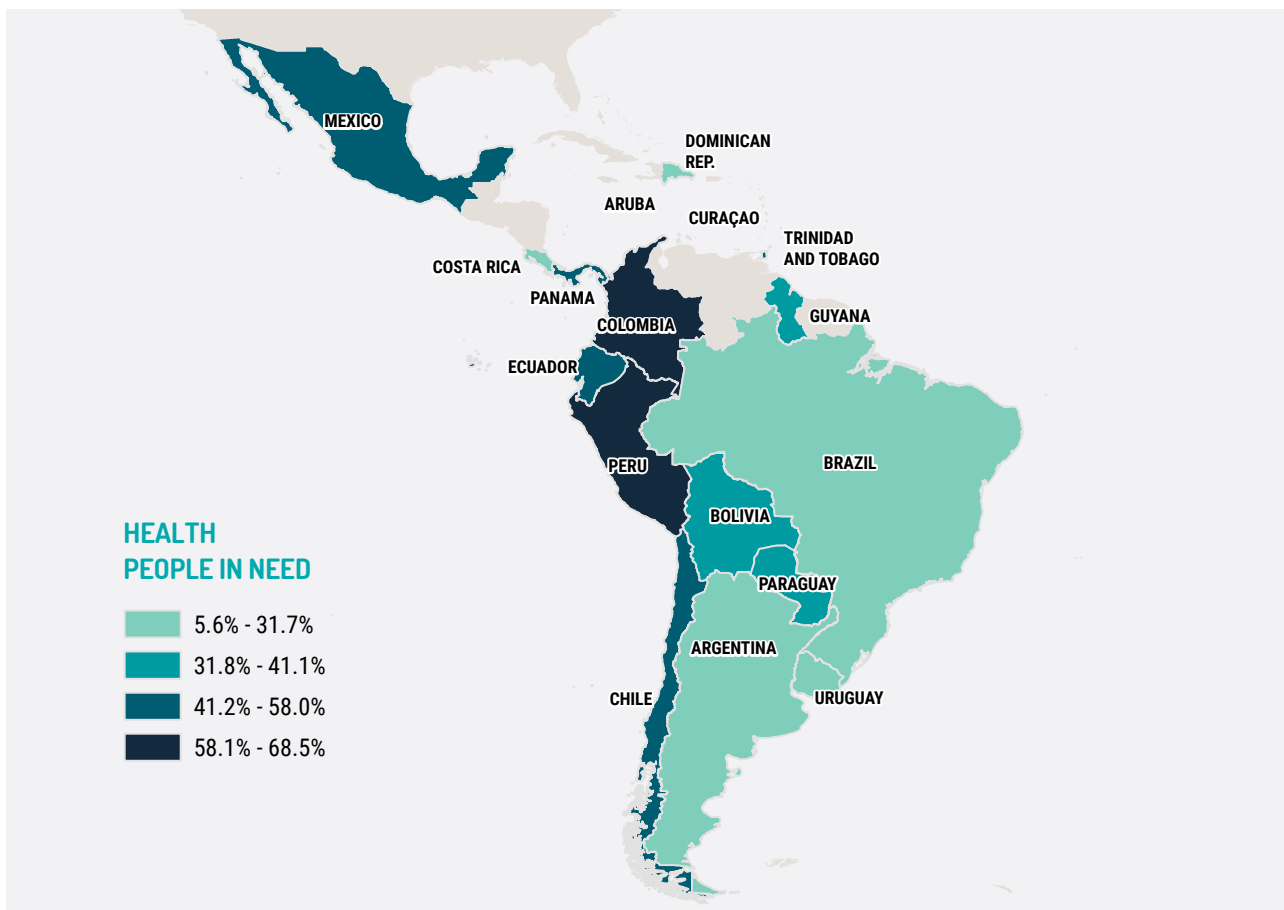 MEXICO
DOMINICAN
REP.
ARUBA
CURAÇAO
TRINIDAD
AND TOBAGO
COSTA RICA
PANAMA
GUYANA
COLOMBIA
ECUADOR
PERU
BRAZIL
BOLIVIA
PARAGUAY
ARGENTINA
CHILE
URUGUAY
HEALTH
PEOPLE IN NEED
5.6% - 31.7%
31.8% - 41.1%
41.2% - 58.0%
58.1% - 68.5%